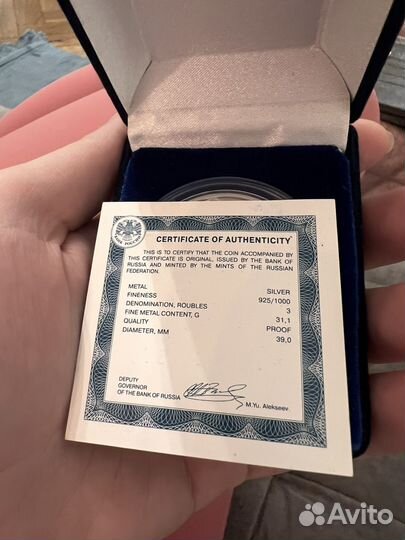 CERTIFICATE OF AUTHENTICITY
THIS IS TO CERTIFY THAT THE COIN ACCOMPANIED BY
THIS CERTIFICATE IS ORIGINAL, ISSUED BY THE BANK OF
RUSSIA AND MINTED BY THE MINTS OF THE RUSSIAN
FEDERATION.
METAL SILVER
FINENESS 925/1000
DENOMINATION, ROUBLES 3
FINE METAL CONTENT, G 31,1
QUALITY PROOF
DIAMETER, MM 39,0
DEPUTY
GOVERNOR
OF THE BANK OF RUSSIA
M.Yu. Alekseev
Avito